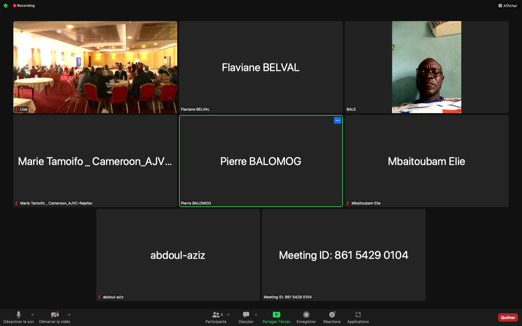 Recording
Afficher
Flaviane BELVAL
Live
Flaviane BELVAL
BALE
Marie Tamoifo _ Cameroon_AJV...
Pierre BALOMOG
Mbaitoubam Elie
Marie Tamoifo _ Cameroon_AJVC-Rejefac
Pierre BALOMOG
Mbaitoubam Elie
abdoul-aziz
Meeting ID: 861 5429 0104
abdoul-aziz
Meeting ID: 861 5429 0104
Désactiver le son
Démarrer la vidéo
Participants
Discuter
Partager l'écran
Enregistrer
Réactions
Applications
Quitter